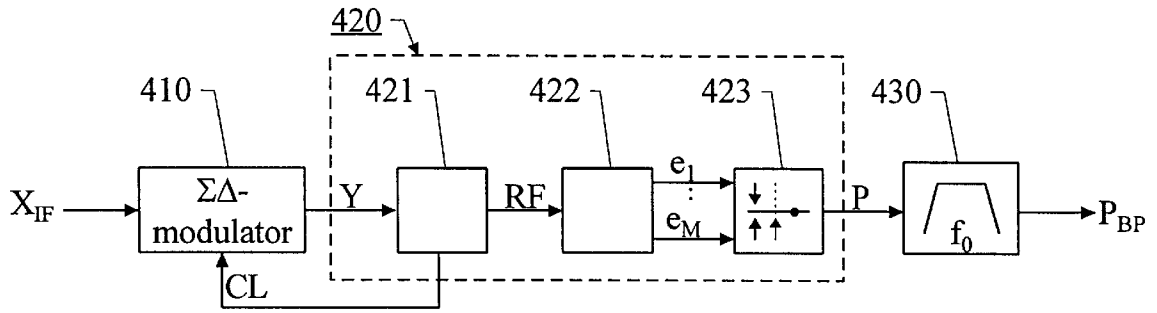 420
410
421
422
423
430
X_IF
ΣΔ-
modulator
Y
RF
e_1
⋮
e_M
P
f_0
P_BP
CL